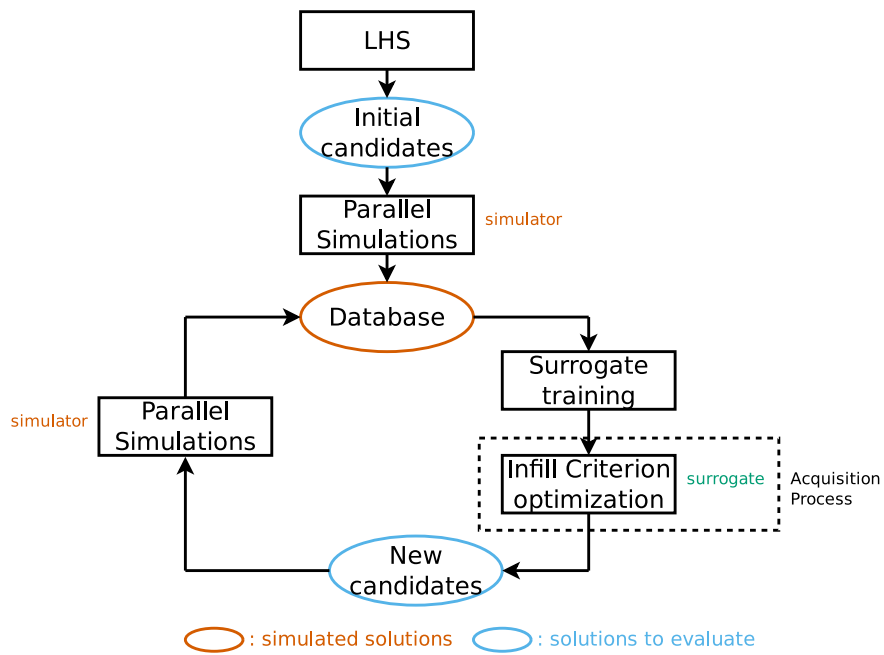 LHS
Initial
candidates
Parallel
Simulations
simulator
Database
Surrogate
training
Parallel
Simulations
simulator
Infill Criterion
optimization
surrogate
Acquisition
Process
New
candidates
: simulated solutions
: solutions to evaluate